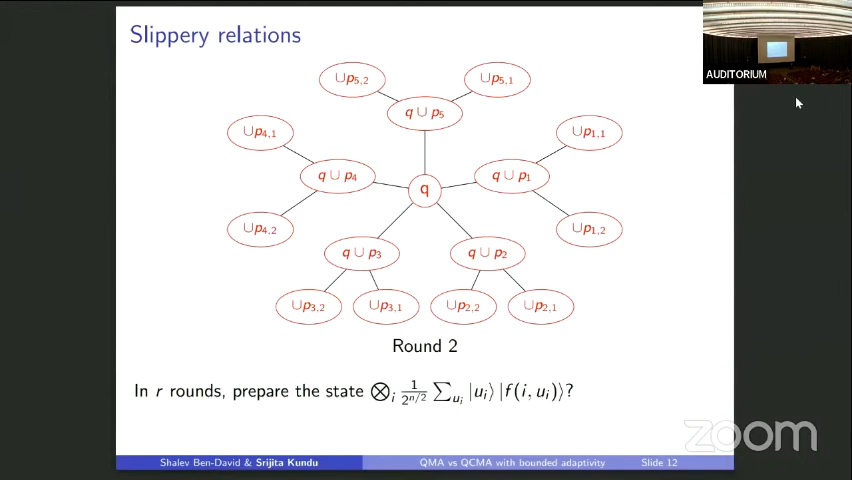 Slippery relations
AUDITORIUM
∪p₅,₂
∪p₅,₁
q ∪ p₅
∪p₄,₁
∪p₁,₁
q ∪ p₄
q
q ∪ p₁
∪p₄,₂
∪p₁,₂
q ∪ p₃
q ∪ p₂
∪p₃,₂
∪p₃,₁
∪p₂,₂
∪p₂,₁
Round 2
In r rounds, prepare the state ⊗ᵢ 1/2^{n/2} ∑_{uᵢ} |uᵢ⟩ |f(i, uᵢ)⟩?
zoom
Shalev Ben-David & Srijita Kundu QMA vs QCMA with bounded adaptivity Slide 12